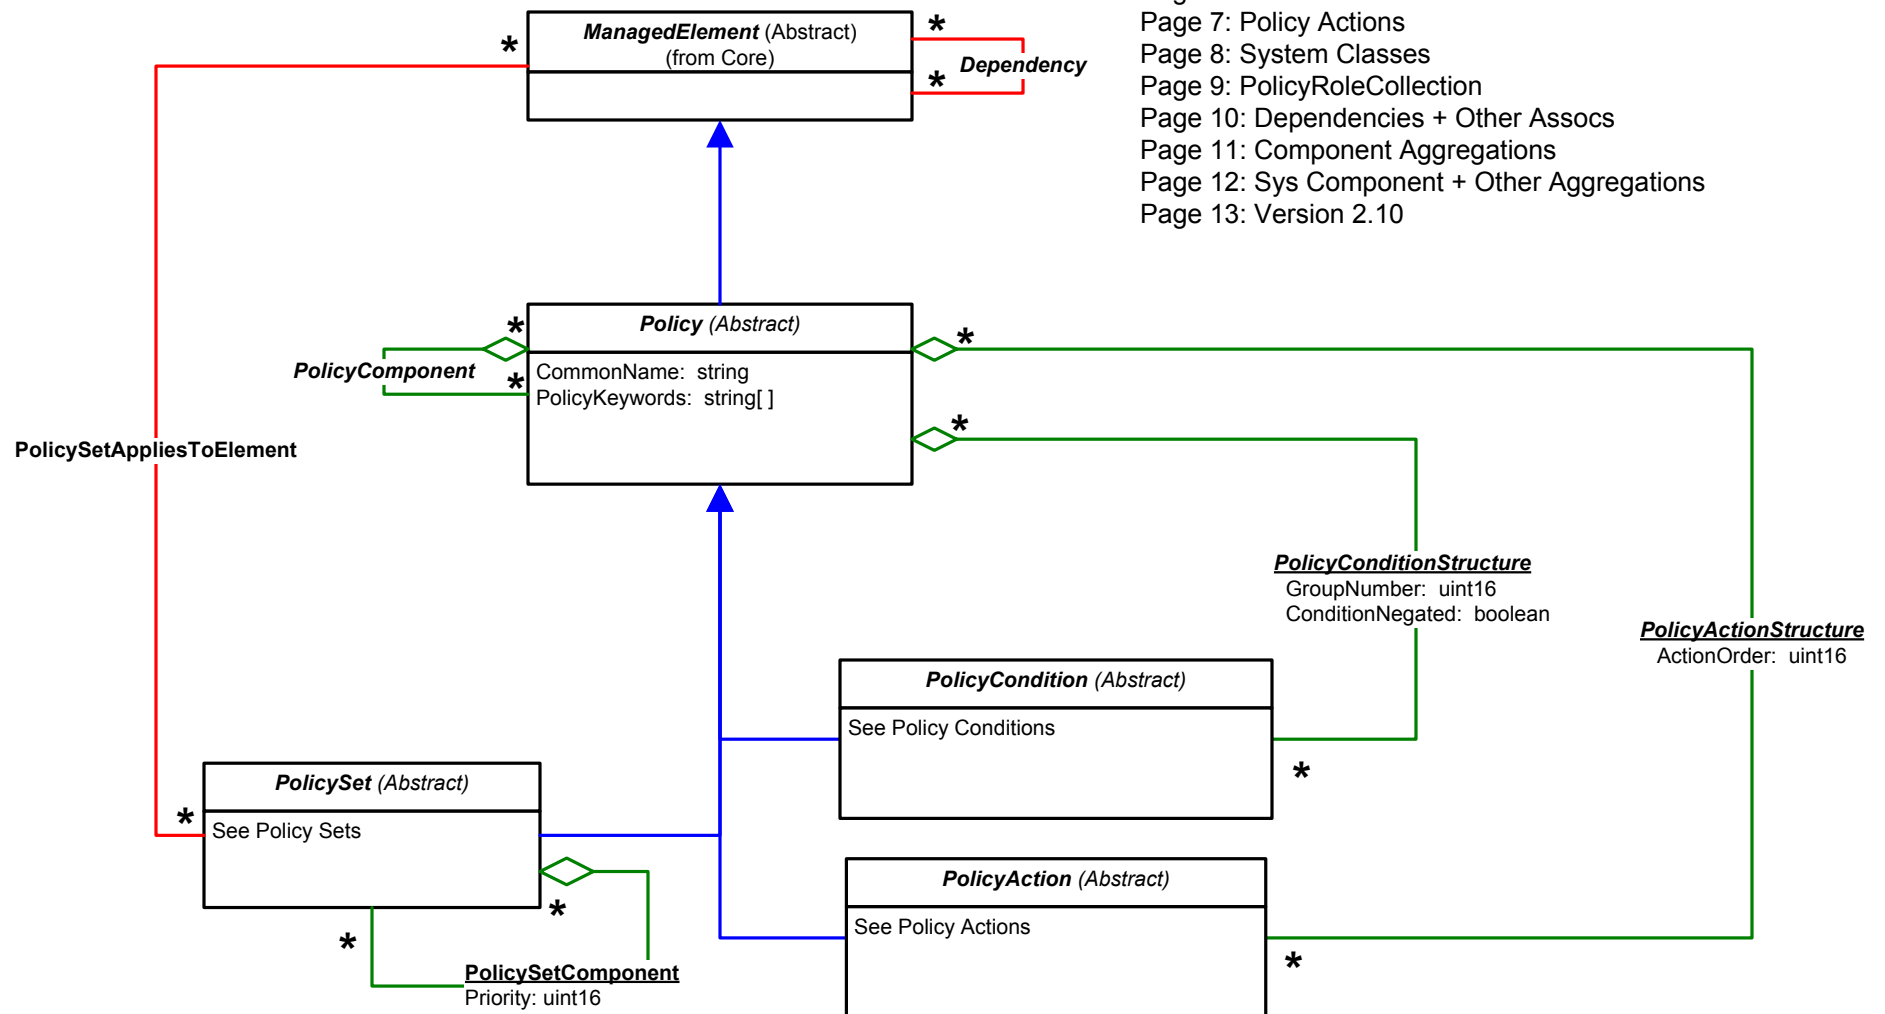 Page 7: Policy Actions
Page 8: System Classes
Page 9: PolicyRoleCollection
Page 10: Dependencies + Other Assocs
Page 11: Component Aggregations
Page 12: Sys Component + Other Aggregations
Page 13: Version 2.10
ManagedElement (Abstract)
(from Core)
*
*
Dependency
*
Policy (Abstract)
CommonName: string
PolicyKeywords: string[ ]
*
PolicyComponent
*
*
*
PolicySetAppliesToElement
PolicyConditionStructure
GroupNumber: uint16
ConditionNegated: boolean
PolicyActionStructure
ActionOrder: uint16
PolicyCondition (Abstract)
See Policy Conditions
*
PolicySet (Abstract)
See Policy Sets
*
*
*
PolicySetComponent
Priority: uint16
PolicyAction (Abstract)
See Policy Actions
*